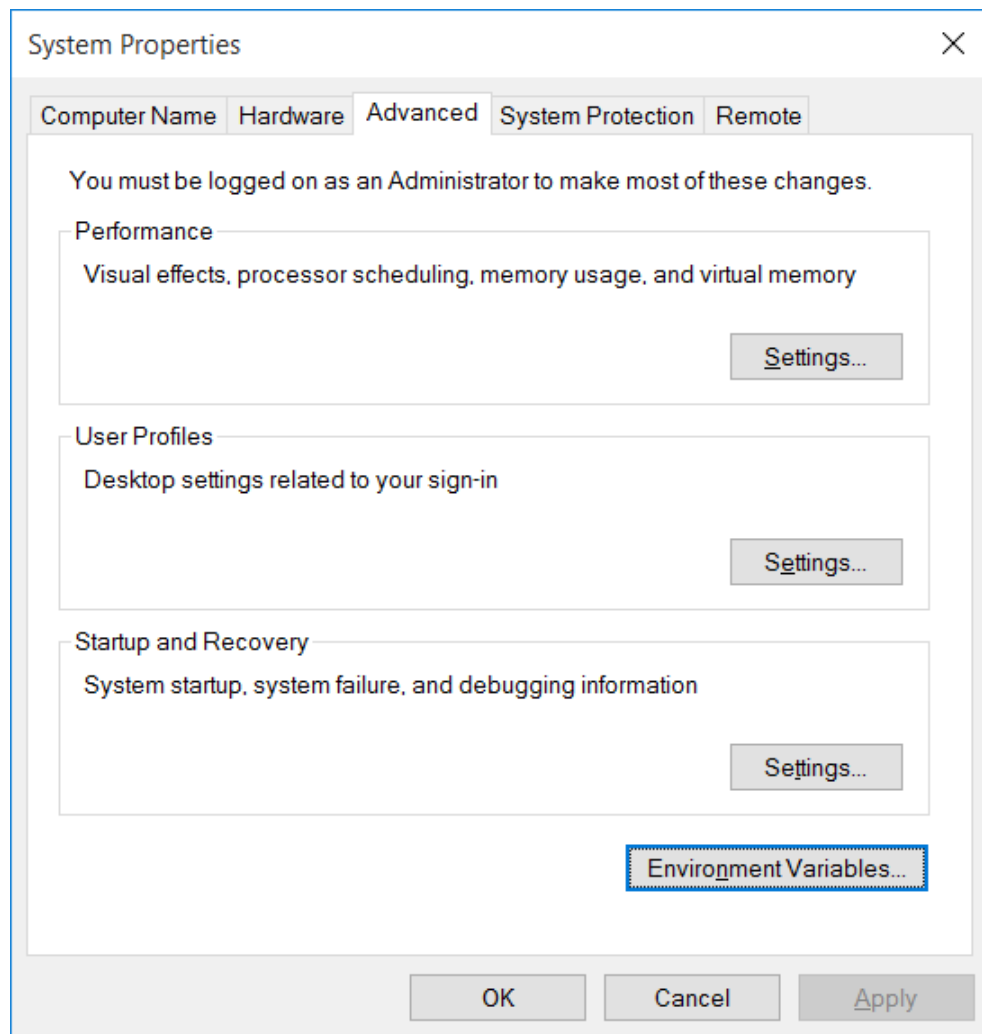 System Properties
Computer Name Hardware Advanced System Protection Remote
You must be logged on as an Administrator to make most of these changes.
Performance
Visual effects, processor scheduling, memory usage, and virtual memory
Settings...
User Profiles
Desktop settings related to your sign-in
Settings...
Startup and Recovery
System startup, system failure, and debugging information
Settings...
Environment Variables...
OK Cancel Apply